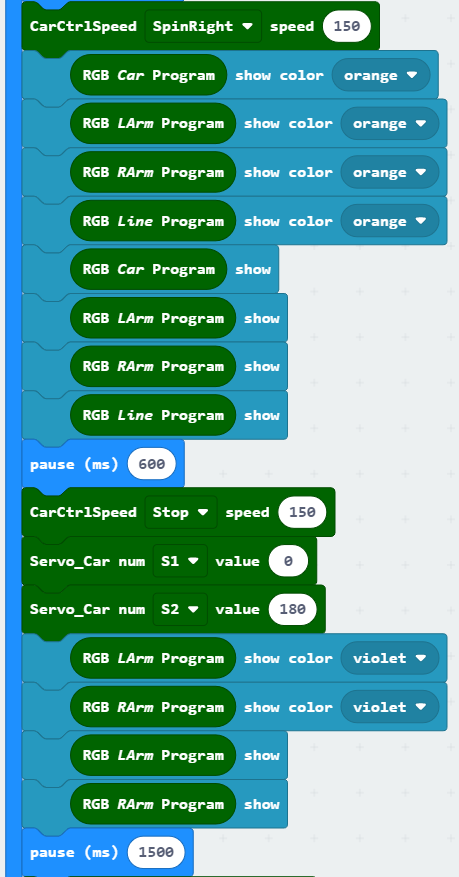 CarCtrlSpeed SpinRight speed 150
RGB Car Program show color orange
RGB LArm Program show color orange
RGB RArm Program show color orange
RGB Line Program show color orange
RGB Car Program show
RGB LArm Program show
RGB RArm Program show
RGB Line Program show
pause (ms) 600
CarCtrlSpeed Stop speed 150
Servo_Car num S1 value 0
Servo_Car num S2 value 180
RGB LArm Program show color violet
RGB RArm Program show color violet
RGB LArm Program show
RGB RArm Program show
pause (ms) 1500